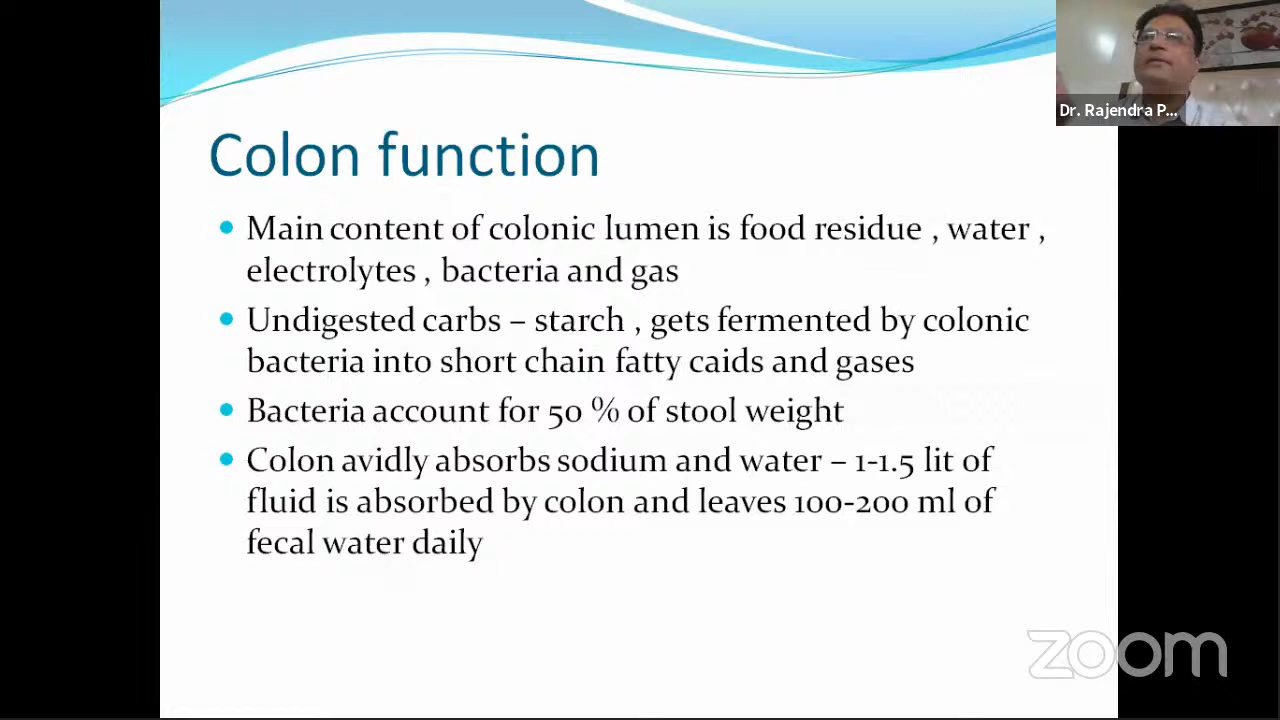 Dr. Rajendra P...
Colon function
Main content of colonic lumen is food residue , water ,
electrolytes , bacteria and gas
Undigested carbs – starch , gets fermented by colonic
bacteria into short chain fatty caids and gases
Bacteria account for 50 % of stool weight
Colon avidly absorbs sodium and water – 1-1.5 lit of
fluid is absorbed by colon and leaves 100-200 ml of
fecal water daily
zoom